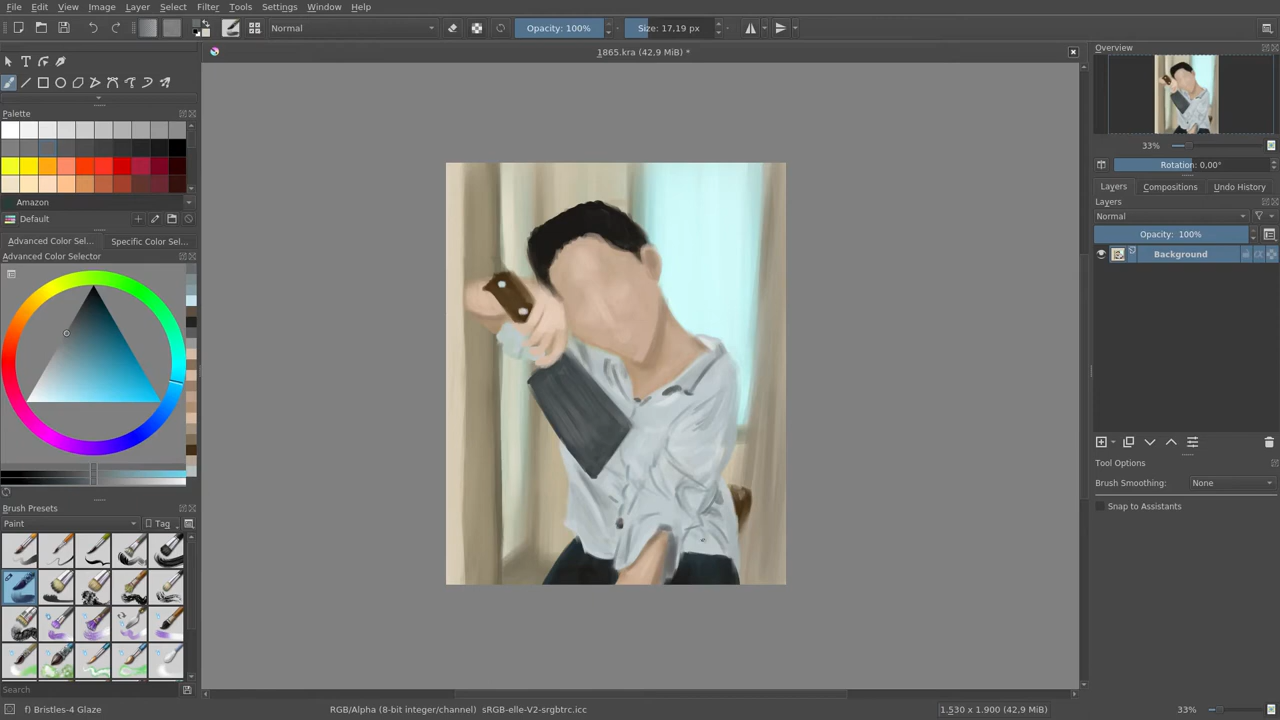 File Edit View Image Layer Select Filter Tools Settings Window Help
Normal Opacity: 100% Size: 17,19 px
1865.kra (42,9 MiB) *
Overview
33%
Rotation: 0,00°
Layers Compositions Undo History
Layers
Normal
Opacity: 100%
Background
Tool Options
Brush Smoothing: None
Snap to Assistants
Palette
Amazon
Default
Advanced Color Sel... Specific Color Sel...
Advanced Color Selector
Brush Presets
Paint Tag
Search
f) Bristles-4 Glaze RGB/Alpha (8-bit integer/channel) sRGB-elle-V2-srgbtrc.icc 1.530 x 1.900 (42,9 MiB) 33%